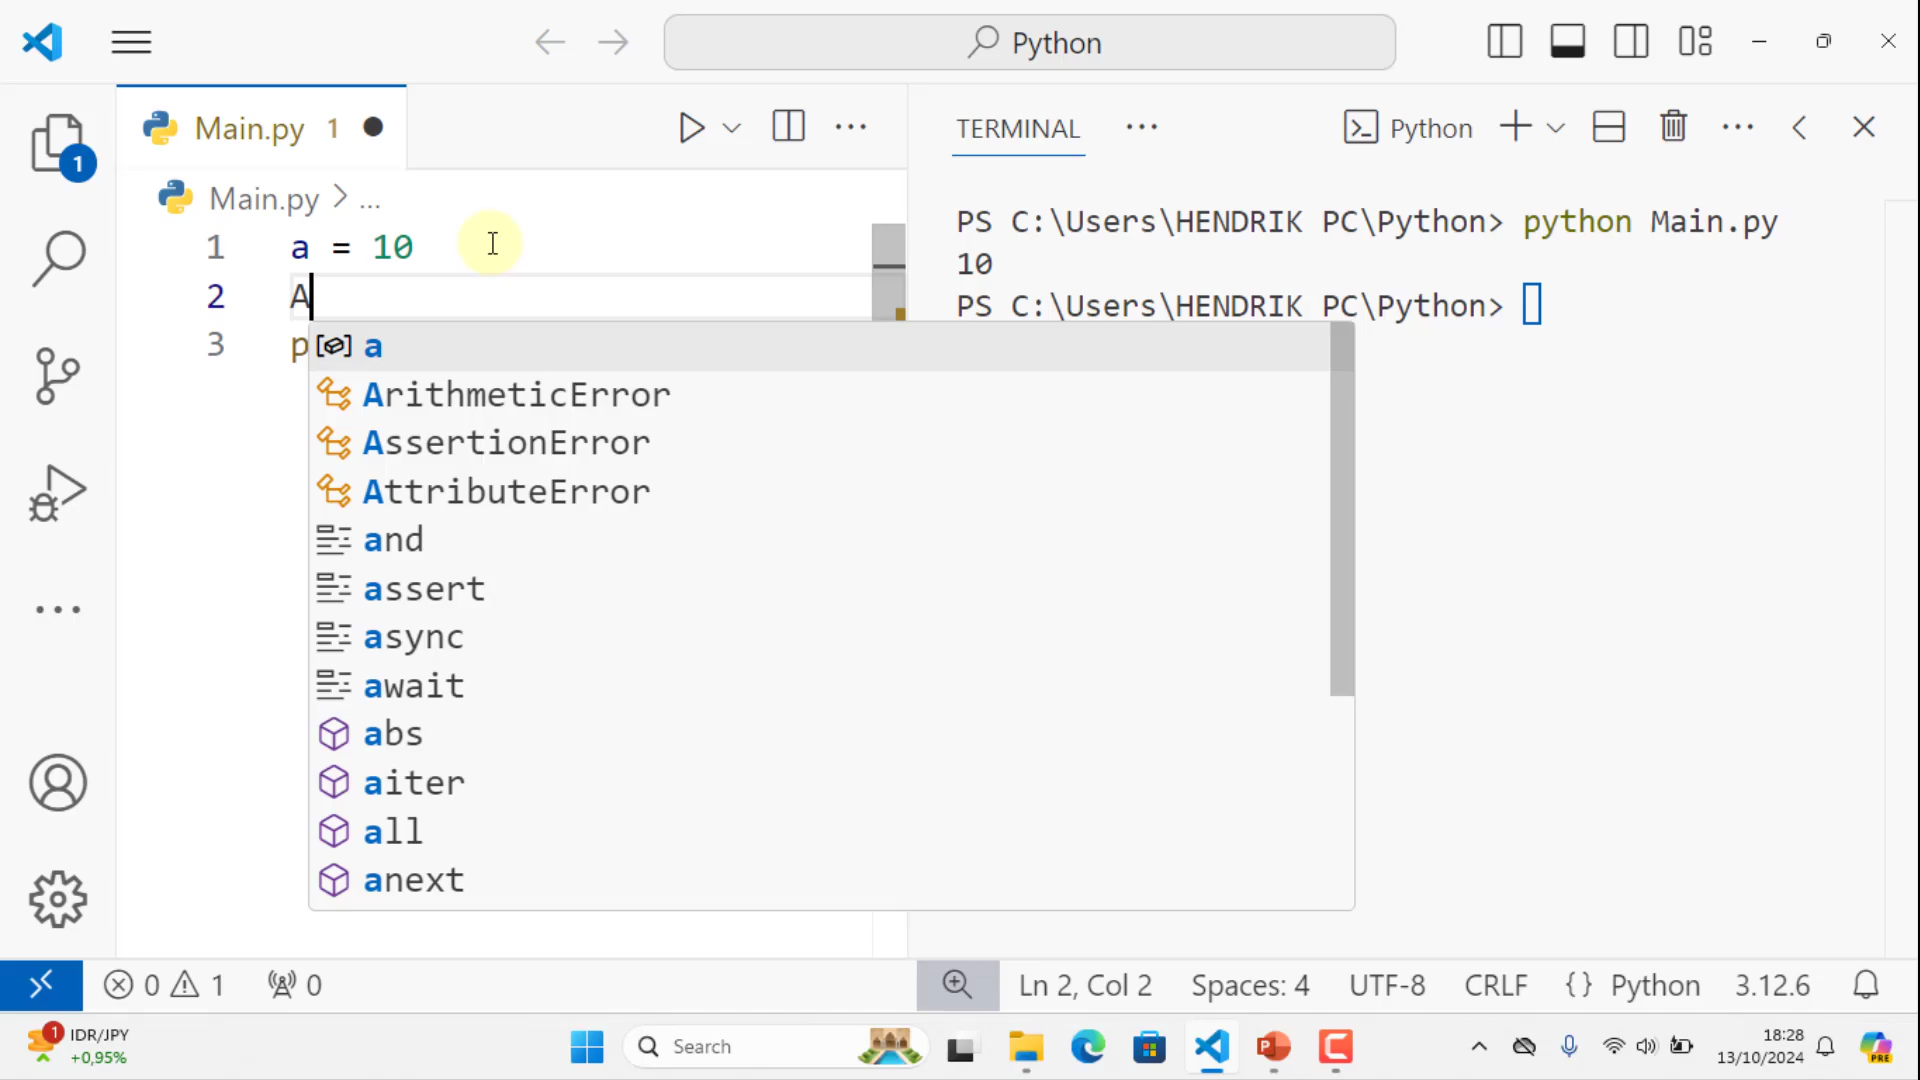 Python
Main.py 1
TERMINAL
Python
1
Main.py > ...
1 a = 10
2 A
3 p
a
ArithmeticError
AssertionError
AttributeError
and
assert
async
await
abs
aiter
all
anext
PS C:\Users\HENDRIK PC\Python> python Main.py
10
PS C:\Users\HENDRIK PC\Python>
0 1 0
Ln 2, Col 2 Spaces: 4 UTF-8 CRLF {} Python 3.12.6
1 IDR/JPY
+0,95%
Search
18:28
13/10/2024
PRE